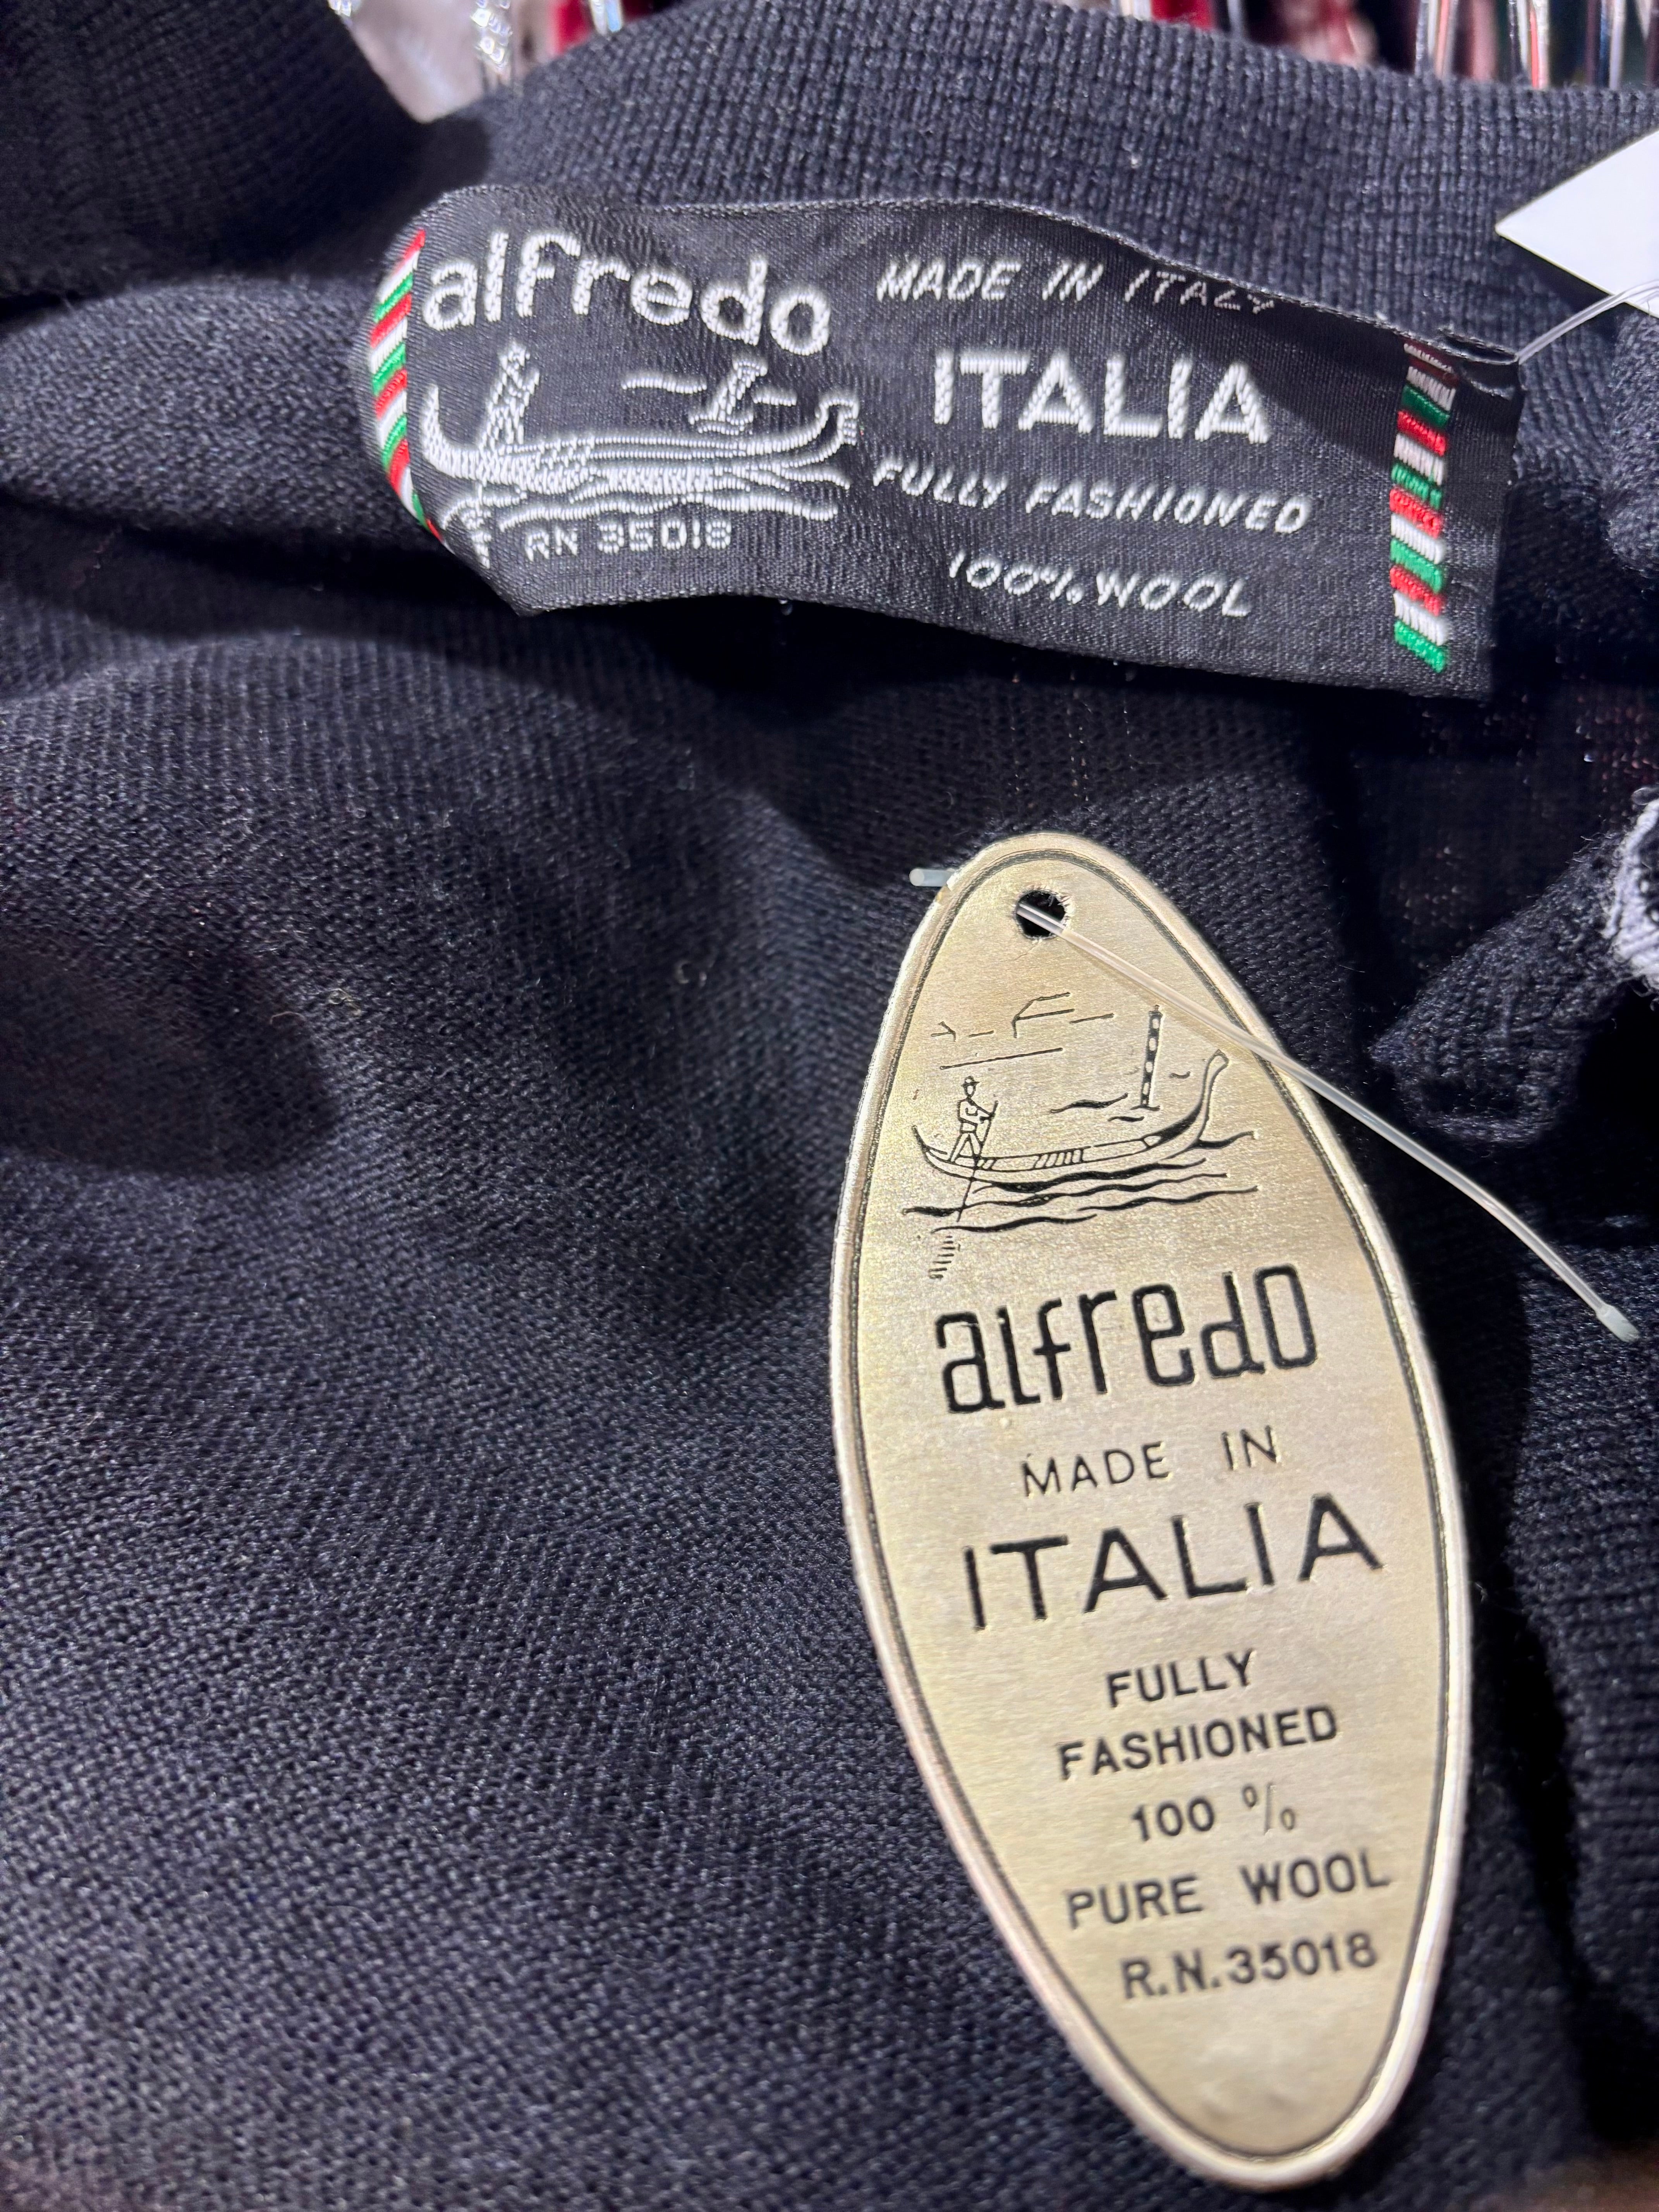 alfredo
RN 35018
MADE IN ITALY
ITALIA
FULLY FASHIONED
100% WOOL
alfredo
MADE IN
ITALIA
FULLY
FASHIONED
100 %
PURE WOOL
R.N.35018